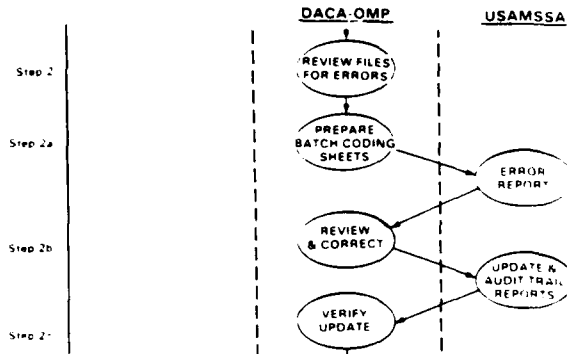 DACA-OMP
USAMSSA
Step 2
REVIEW FILES
FOR ERRORS
Step 2a
PREPARE
BATCH CODING
SHEETS
ERROR
REPORT
Step 2b
REVIEW
& CORRECT
UPDATE &
AUDIT TRAIL
REPORTS
VERIFY
UPDATE
Step